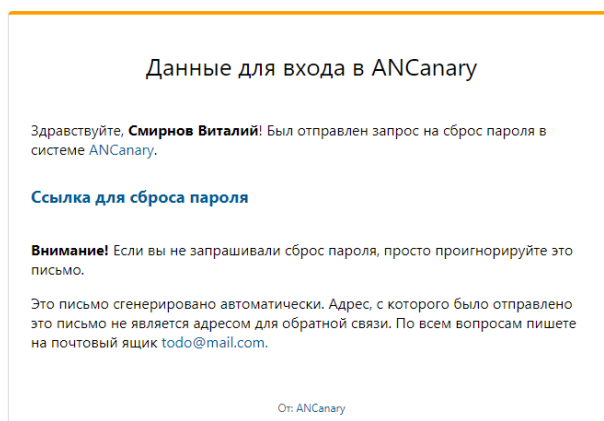 Данные для входа в ANCanary
Здравствуйте, Смирнов Виталий! Был отправлен запрос на сброс пароля в
системе ANCanary.
Ссылка для сброса пароля
Внимание! Если вы не запрашивали сброс пароля, просто проигнорируйте это
письмо.
Это письмо сгенерировано автоматически. Адрес, с которого было отправлено
это письмо не является адресом для обратной связи. По всем вопросам пишете
на почтовый ящик todo@mail.com.
От: ANCanary